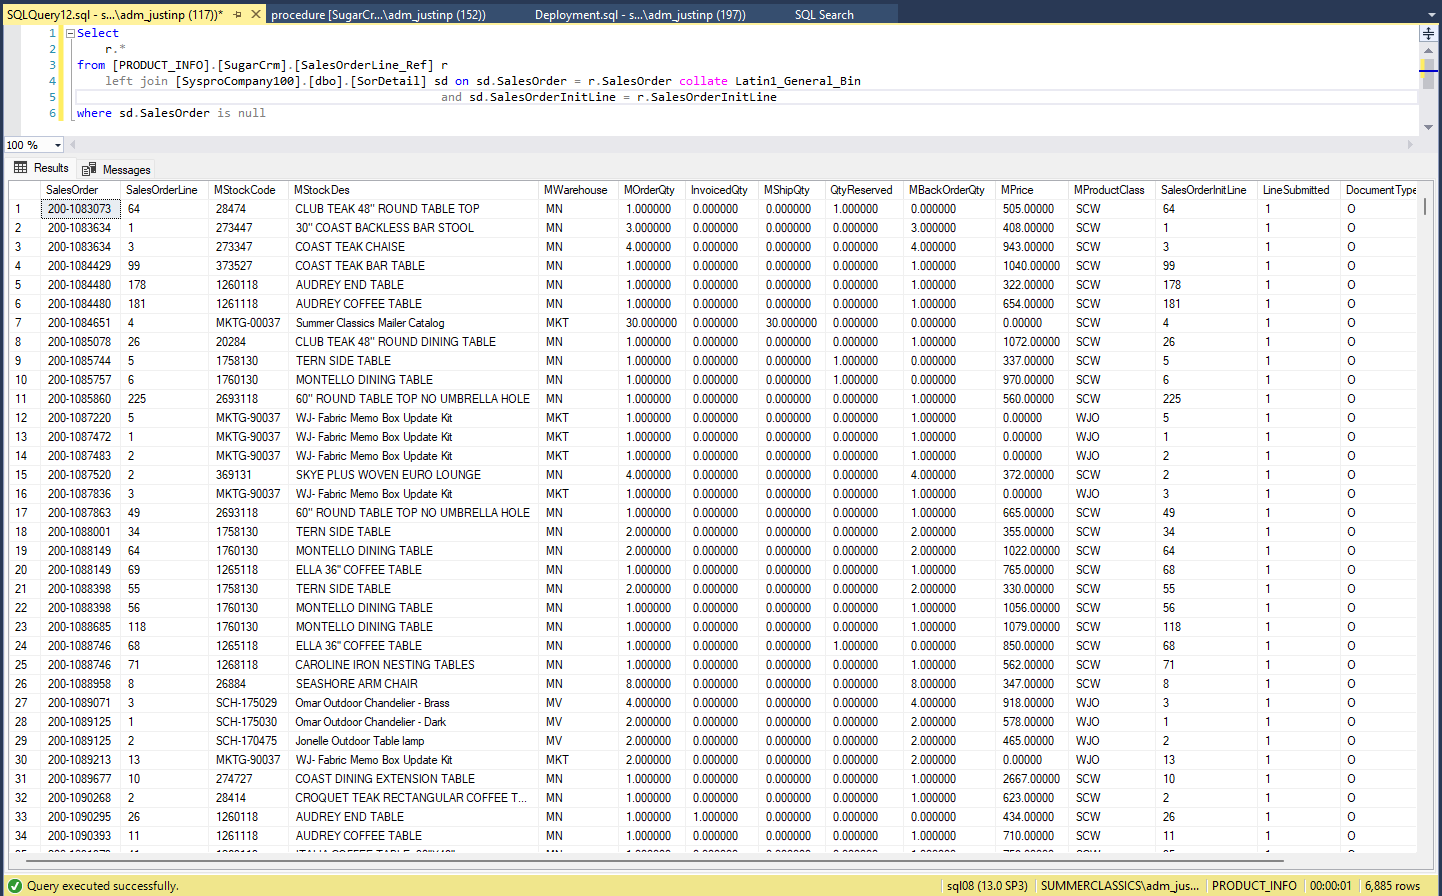 SQLQuery12.sql - s...\adm_justinp (117))* procedure [SugarCr...\adm_justinp (152)) Deployment.sql - s...\adm_justinp (197)) SQL Search
1 Select
2 r.*
3 from [PRODUCT_INFO].[SugarCrm].[SalesOrderLine_Ref] r
4 left join [SysproCompany100].[dbo].[SorDetail] sd on sd.SalesOrder = r.SalesOrder collate Latin1_General_Bin
5 and sd.SalesOrderInitLine = r.SalesOrderInitLine
6 where sd.SalesOrder is null
100 %
Results Messages
SalesOrder SalesOrderLine MStockCode MStockDes MWarehouse MOrderQty InvoicedQty MShipQty QtyReserved MBackOrderQty MPrice MProductClass SalesOrderInitLine LineSubmitted DocumentType
1 200-1083073 64 28474 CLUB TEAK 48" ROUND TABLE TOP MN 1.000000 0.000000 0.000000 1.000000 0.000000 505.00000 SCW 64 1 O
2 200-1083634 1 273447 30" COAST BACKLESS BAR STOOL MN 3.000000 0.000000 0.000000 0.000000 3.000000 408.00000 SCW 1 1 O
3 200-1083634 3 273347 COAST TEAK CHAISE MN 4.000000 0.000000 0.000000 0.000000 4.000000 943.00000 SCW 3 1 O
4 200-1084429 99 373527 COAST TEAK BAR TABLE MN 1.000000 0.000000 0.000000 0.000000 1.000000 1040.00000 SCW 99 1 O
5 200-1084480 178 1260118 AUDREY END TABLE MN 1.000000 0.000000 0.000000 0.000000 1.000000 322.00000 SCW 178 1 O
6 200-1084480 181 1261118 AUDREY COFFEE TABLE MN 1.000000 0.000000 0.000000 0.000000 1.000000 654.00000 SCW 181 1 O
7 200-1084651 4 MKTG-00037 Summer Classics Mailer Catalog MKT 30.000000 0.000000 30.000000 0.000000 0.000000 0.00000 SCW 4 1 O
8 200-1085078 26 20284 CLUB TEAK 48" ROUND DINING TABLE MN 1.000000 0.000000 0.000000 0.000000 1.000000 1072.00000 SCW 26 1 O
9 200-1085744 5 1758130 TERN SIDE TABLE MN 1.000000 0.000000 0.000000 1.000000 0.000000 337.00000 SCW 5 1 O
10 200-1085757 6 1760130 MONTELLO DINING TABLE MN 1.000000 0.000000 0.000000 1.000000 0.000000 970.00000 SCW 6 1 O
11 200-1085860 225 2693118 60" ROUND TABLE TOP NO UMBRELLA HOLE MN 1.000000 0.000000 0.000000 0.000000 1.000000 560.00000 SCW 225 1 O
12 200-1087220 5 MKTG-90037 WJ- Fabric Memo Box Update Kit MKT 1.000000 0.000000 0.000000 0.000000 1.000000 0.00000 WJO 5 1 O
13 200-1087472 1 MKTG-90037 WJ- Fabric Memo Box Update Kit MKT 1.000000 0.000000 0.000000 0.000000 1.000000 0.00000 WJO 1 1 O
14 200-1087483 2 MKTG-90037 WJ- Fabric Memo Box Update Kit MKT 1.000000 0.000000 0.000000 0.000000 1.000000 0.00000 WJO 2 1 O
15 200-1087520 2 369131 SKYE PLUS WOVEN EURO LOUNGE MN 4.000000 0.000000 0.000000 0.000000 4.000000 372.00000 SCW 2 1 O
16 200-1087836 3 MKTG-90037 WJ- Fabric Memo Box Update Kit MKT 1.000000 0.000000 0.000000 0.000000 1.000000 0.00000 WJO 3 1 O
17 200-1087863 49 2693118 60" ROUND TABLE TOP NO UMBRELLA HOLE MN 1.000000 0.000000 0.000000 0.000000 1.000000 665.00000 SCW 49 1 O
18 200-1088001 34 1758130 TERN SIDE TABLE MN 2.000000 0.000000 0.000000 0.000000 2.000000 355.00000 SCW 34 1 O
19 200-1088149 64 1760130 MONTELLO DINING TABLE MN 2.000000 0.000000 0.000000 0.000000 2.000000 1022.00000 SCW 64 1 O
20 200-1088149 69 1265118 ELLA 36" COFFEE TABLE MN 1.000000 0.000000 0.000000 0.000000 1.000000 765.00000 SCW 68 1 O
21 200-1088398 55 1758130 TERN SIDE TABLE MN 2.000000 0.000000 0.000000 0.000000 2.000000 330.00000 SCW 55 1 O
22 200-1088398 56 1760130 MONTELLO DINING TABLE MN 1.000000 0.000000 0.000000 0.000000 1.000000 1056.00000 SCW 56 1 O
23 200-1088685 118 1760130 MONTELLO DINING TABLE MN 1.000000 0.000000 0.000000 0.000000 1.000000 1079.00000 SCW 118 1 O
24 200-1088746 68 1265118 ELLA 36" COFFEE TABLE MN 1.000000 0.000000 0.000000 1.000000 0.000000 850.00000 SCW 68 1 O
25 200-1088746 71 1268118 CAROLINE IRON NESTING TABLES MN 1.000000 0.000000 0.000000 0.000000 1.000000 562.00000 SCW 71 1 O
26 200-1088958 8 26884 SEASHORE ARM CHAIR MN 8.000000 0.000000 0.000000 0.000000 8.000000 347.00000 SCW 8 1 O
27 200-1089071 3 SCH-175029 Omar Outdoor Chandelier - Brass MV 4.000000 0.000000 0.000000 0.000000 4.000000 918.00000 WJO 3 1 O
28 200-1089125 1 SCH-175030 Omar Outdoor Chandelier - Dark MV 2.000000 0.000000 0.000000 0.000000 2.000000 578.00000 WJO 1 1 O
29 200-1089125 2 SCH-170475 Jonelle Outdoor Table lamp MV 2.000000 0.000000 0.000000 0.000000 2.000000 465.00000 WJO 2 1 O
30 200-1089213 13 MKTG-90037 WJ- Fabric Memo Box Update Kit MKT 2.000000 0.000000 0.000000 0.000000 2.000000 0.00000 WJO 13 1 O
31 200-1089677 10 274727 COAST DINING EXTENSION TABLE MN 1.000000 0.000000 0.000000 0.000000 1.000000 2667.00000 SCW 10 1 O
32 200-1090268 2 28414 CROQUET TEAK RECTANGULAR COFFEE T... MN 1.000000 0.000000 0.000000 0.000000 1.000000 623.00000 SCW 2 1 O
33 200-1090295 26 1260118 AUDREY END TABLE MN 1.000000 1.000000 0.000000 0.000000 0.000000 434.00000 SCW 26 1 O
34 200-1090393 11 1261118 AUDREY COFFEE TABLE MN 1.000000 0.000000 0.000000 0.000000 1.000000 710.00000 SCW 11 1 O
Query executed successfully. sql08 (13.0 SP3) SUMMERCLASSICS\adm_jus... PRODUCT_INFO 00:00:01 6,885 rows